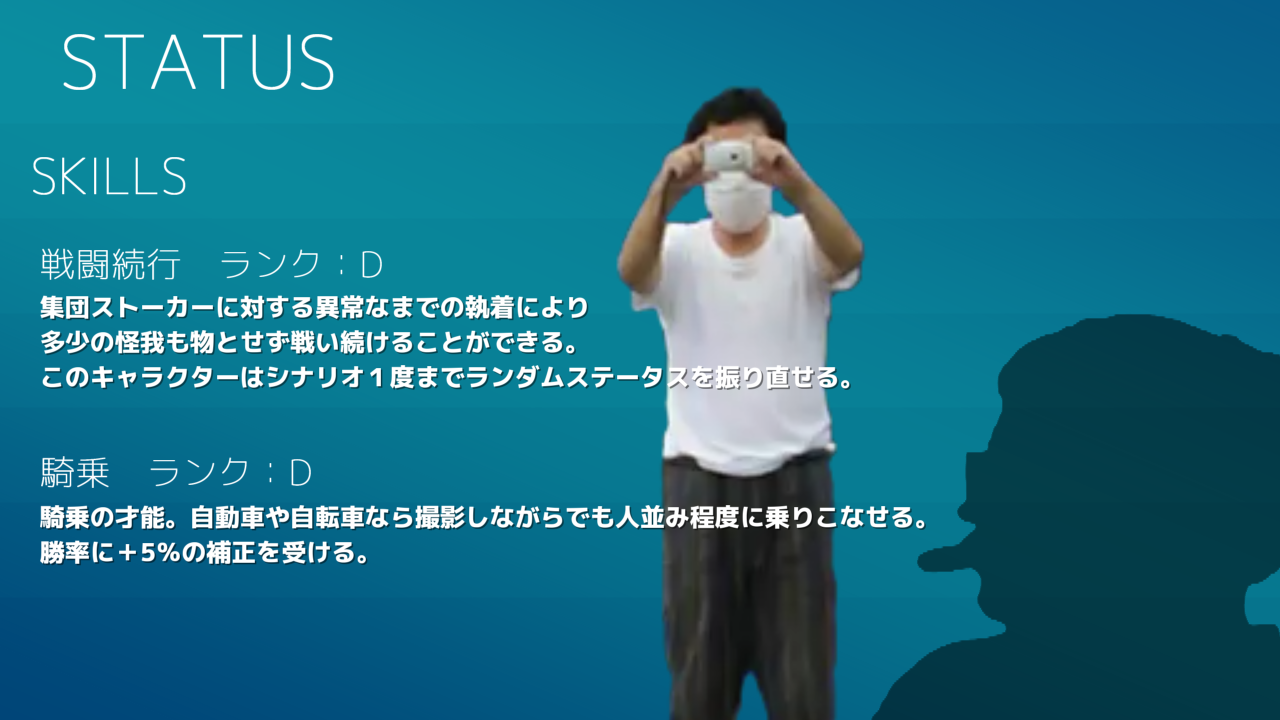 STATUS
SKILLS
戦闘続行　ランク：D
集団ストーカーに対する異常なまでの執着により
多少の怪我も物とせず戦い続けることができる。
このキャラクターはシナリオ１度までランダムステータスを振り直せる。
騎乗　ランク：D
騎乗の才能。自動車や自転車なら撮影しながらでも人並み程度に乗りこなせる。
勝率に＋5%の補正を受ける。